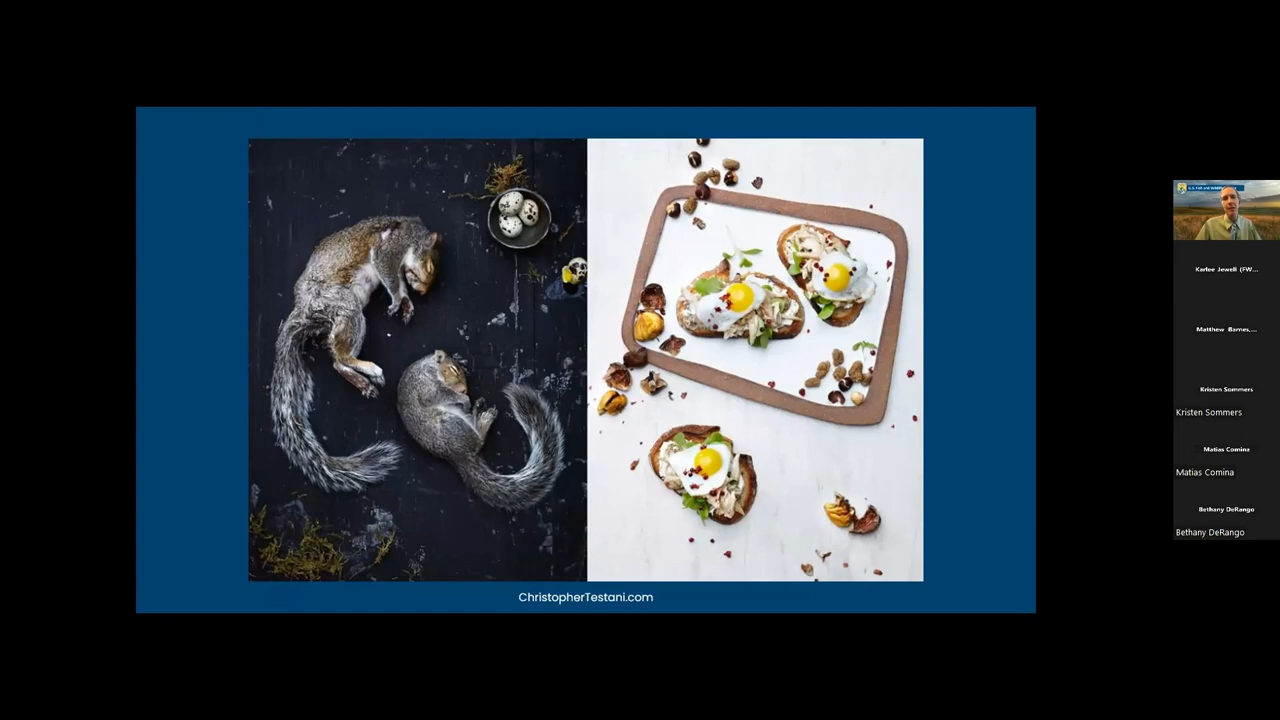 ChristopherTestani.com
Karlee Jewell (FW...
Matthew Barnes,...
Kristen Sommers
Kristen Sommers
Matias Comina
Matias Comina
Bethany DeRango
Bethany DeRango